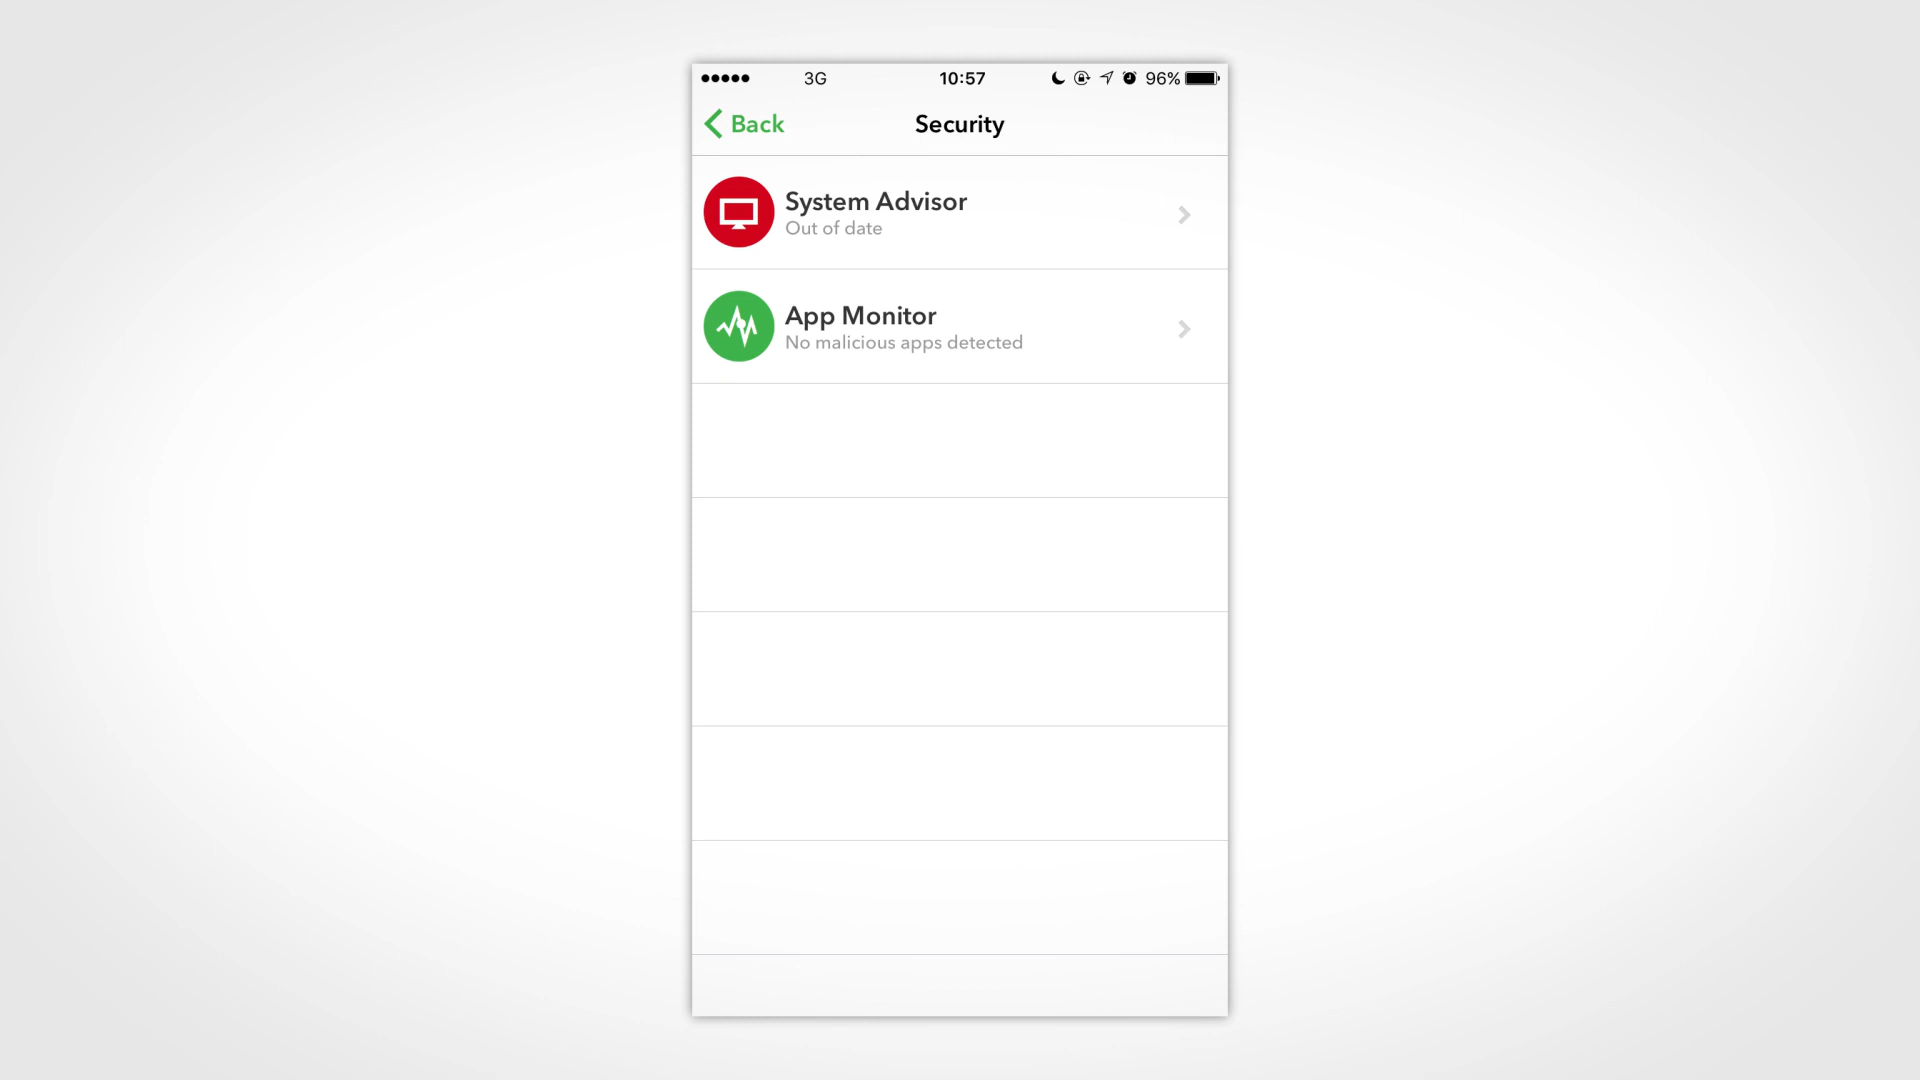 3G 10:57 96%
Back Security
System Advisor
Out of date
App Monitor
No malicious apps detected